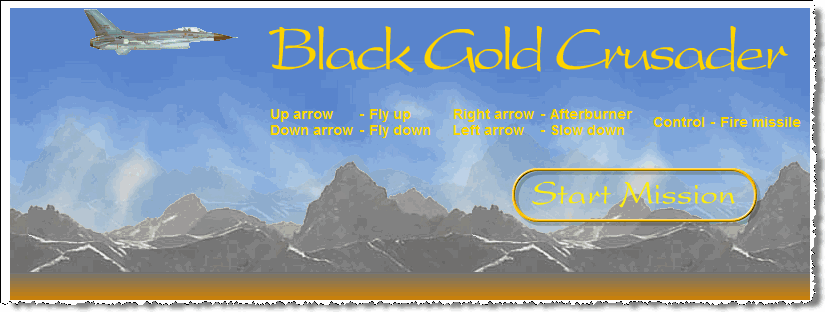 Black Gold Crusader
Up arrow - Fly up
Down arrow - Fly down
Right arrow - Afterburner
Left arrow - Slow down
Control - Fire missile
Start Mission